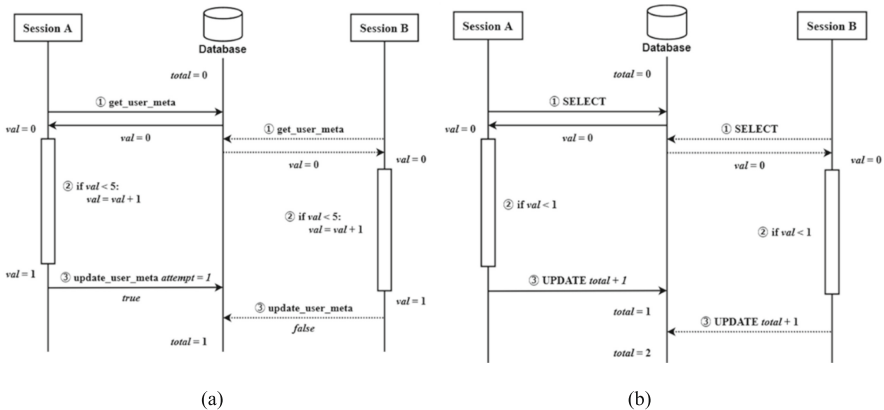 Session A
Database
Session B
total = 0
① get_user_meta
val = 0
val = 0
① get_user_meta
val = 0
val = 0
② if val < 5:
val = val + 1
② if val < 5:
val = val + 1
val = 1
③ update_user_meta attempt = 1
true
val = 1
③ update_user_meta
false
total = 1
(a)
Session A
Database
Session B
total = 0
① SELECT
val = 0
val = 0
① SELECT
val = 0
val = 0
② if val < 1
② if val < 1
③ UPDATE total + 1
total = 1
③ UPDATE total + 1
total = 2
(b)